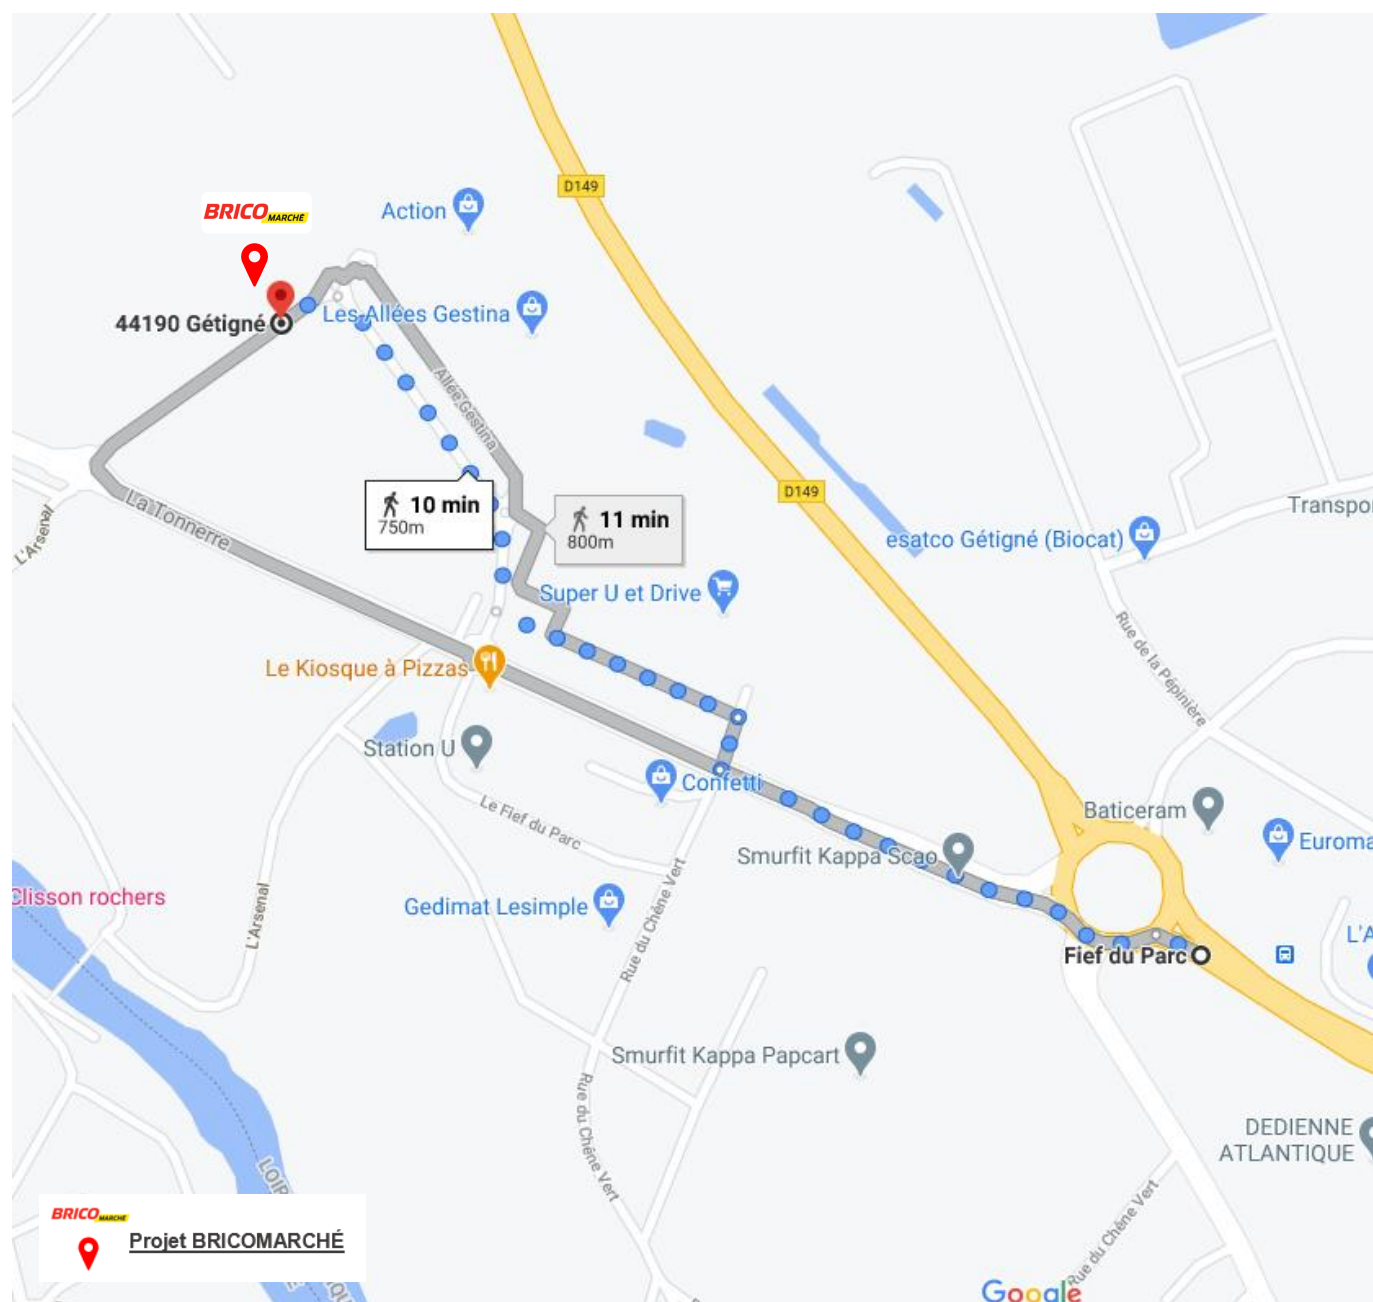 D149
BRICO MARCHÉ
Action
Les Allées Gestina
44190 Gétigné
Allée Gestina
D149
10 min
750m
11 min
800m
La Tonnerre
L'Arsenal
Transpo
esatco Gétigné (Biocat)
Super U et Drive
Rue de la Pépinière
Le Kiosque à Pizzas
Station U
Confetti
Le Fief du Parc
Baticeram
Smurfit Kappa Scao
Euroma
Clisson rochers
L'Arsenal
Gedimat Lesimple
Rue du Chêne Vert
L'A
Fief du Parc
Smurfit Kappa Papcart
Rue du Chêne Vert
DEDIENNE
ATLANTIQUE
LOIR
BRICO MARCHÉ
Projet BRICOMARCHÉ
Rue du Chêne Vert
Google